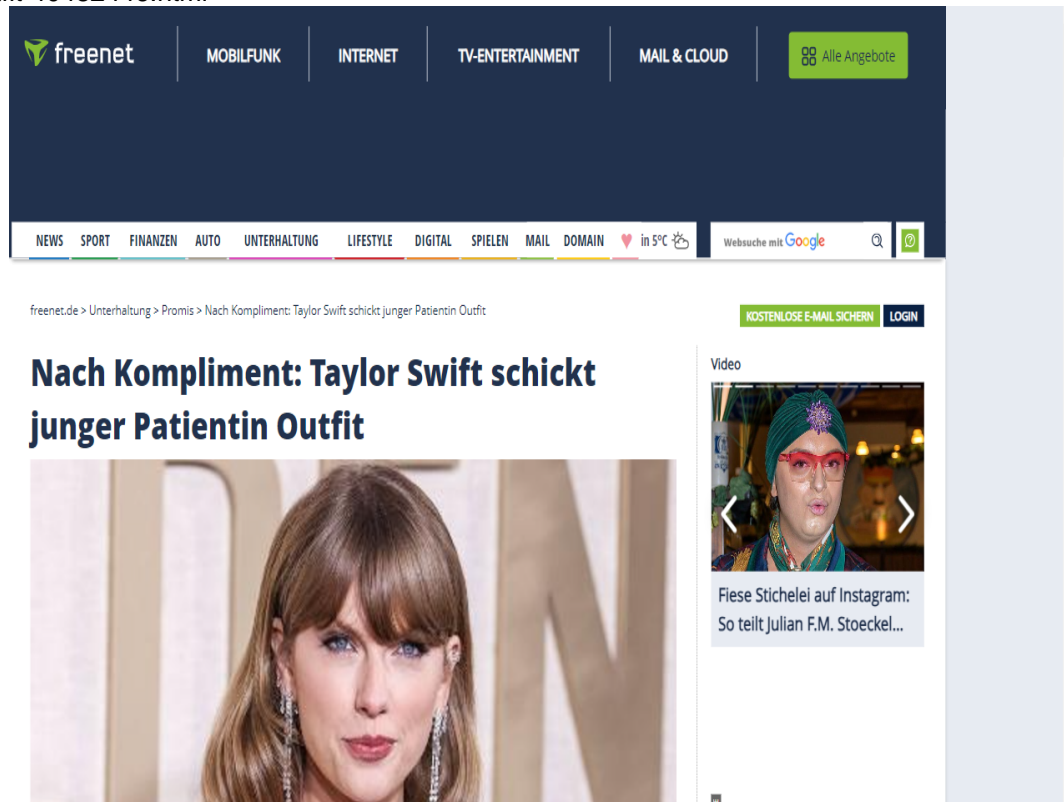 freenet
MOBILFUNK
INTERNET
TV-ENTERTAINMENT
MAIL & CLOUD
Alle Angebote
NEWS SPORT FINANZEN AUTO UNTERHALTUNG LIFESTYLE DIGITAL SPIELEN MAIL DOMAIN in 5°C
Websuche mit Google
freenet.de > Unterhaltung > Promis > Nach Kompliment: Taylor Swift schickt junger Patientin Outfit
KOSTENLOSE E-MAIL SICHERN LOGIN
Nach Kompliment: Taylor Swift schickt
junger Patientin Outfit
Video
Fiese Stichelei auf Instagram:
So teilt Julian F.M. Stoeckel...